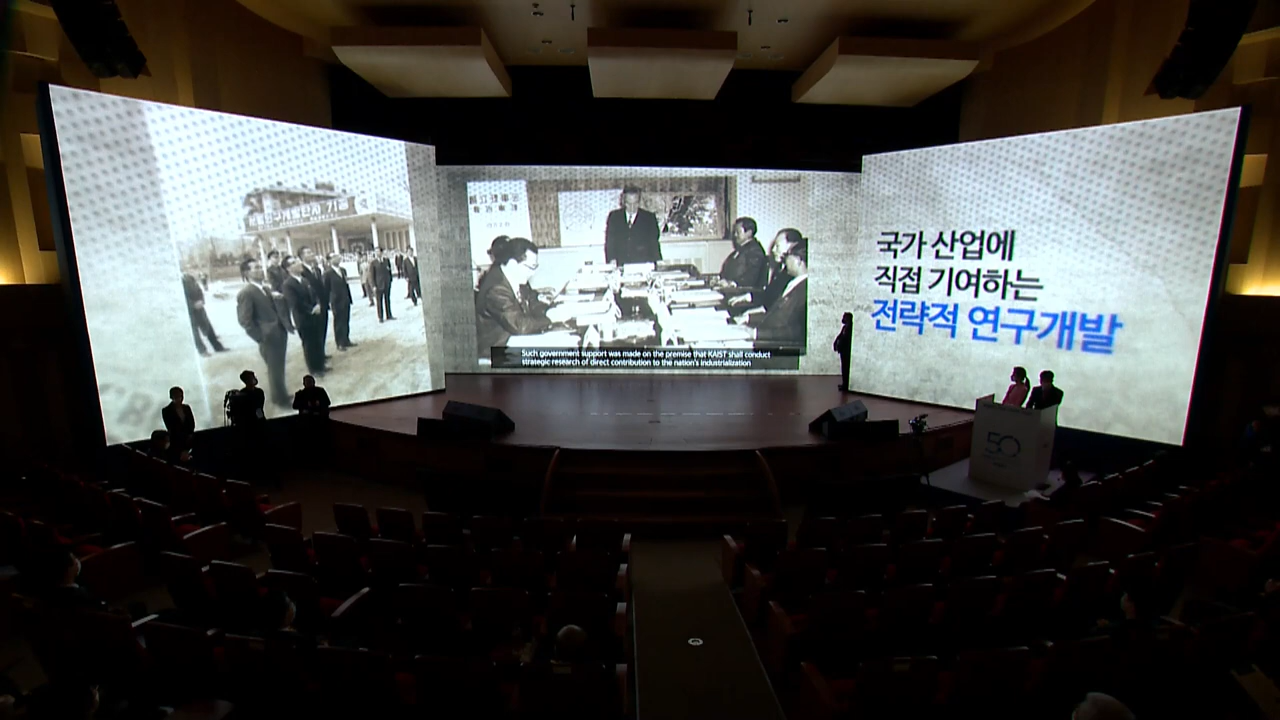 국가 산업에
직접 기여하는
전략적 연구개발
Such government support was made on the premise that KAIST shall conduct
strategic research of direct contribution to the nation's industrialization
50